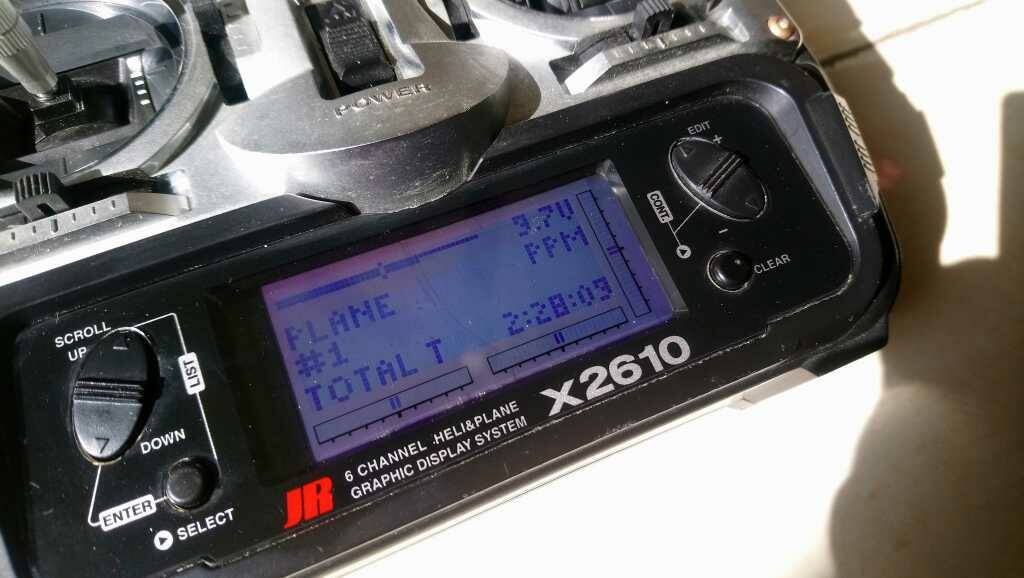 POWER
EDIT
+
CONT.
-
CLEAR
SCROLL
UP
LIST
DOWN
ENTER
SELECT
9.7V
PLANE
PPM
#1
TOTAL T 2:28:09
JR
6 CHANNEL HELI&PLANE
GRAPHIC DISPLAY SYSTEM
X2610